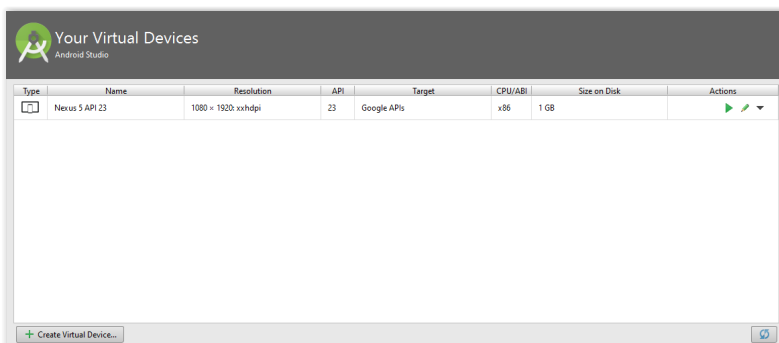 Your Virtual Devices
Android Studio
Type Name Resolution API Target CPU/ABI Size on Disk Actions
Nexus 5 API 23 1080 × 1920: xxhdpi 23 Google APIs x86 1 GB
+ Create Virtual Device...